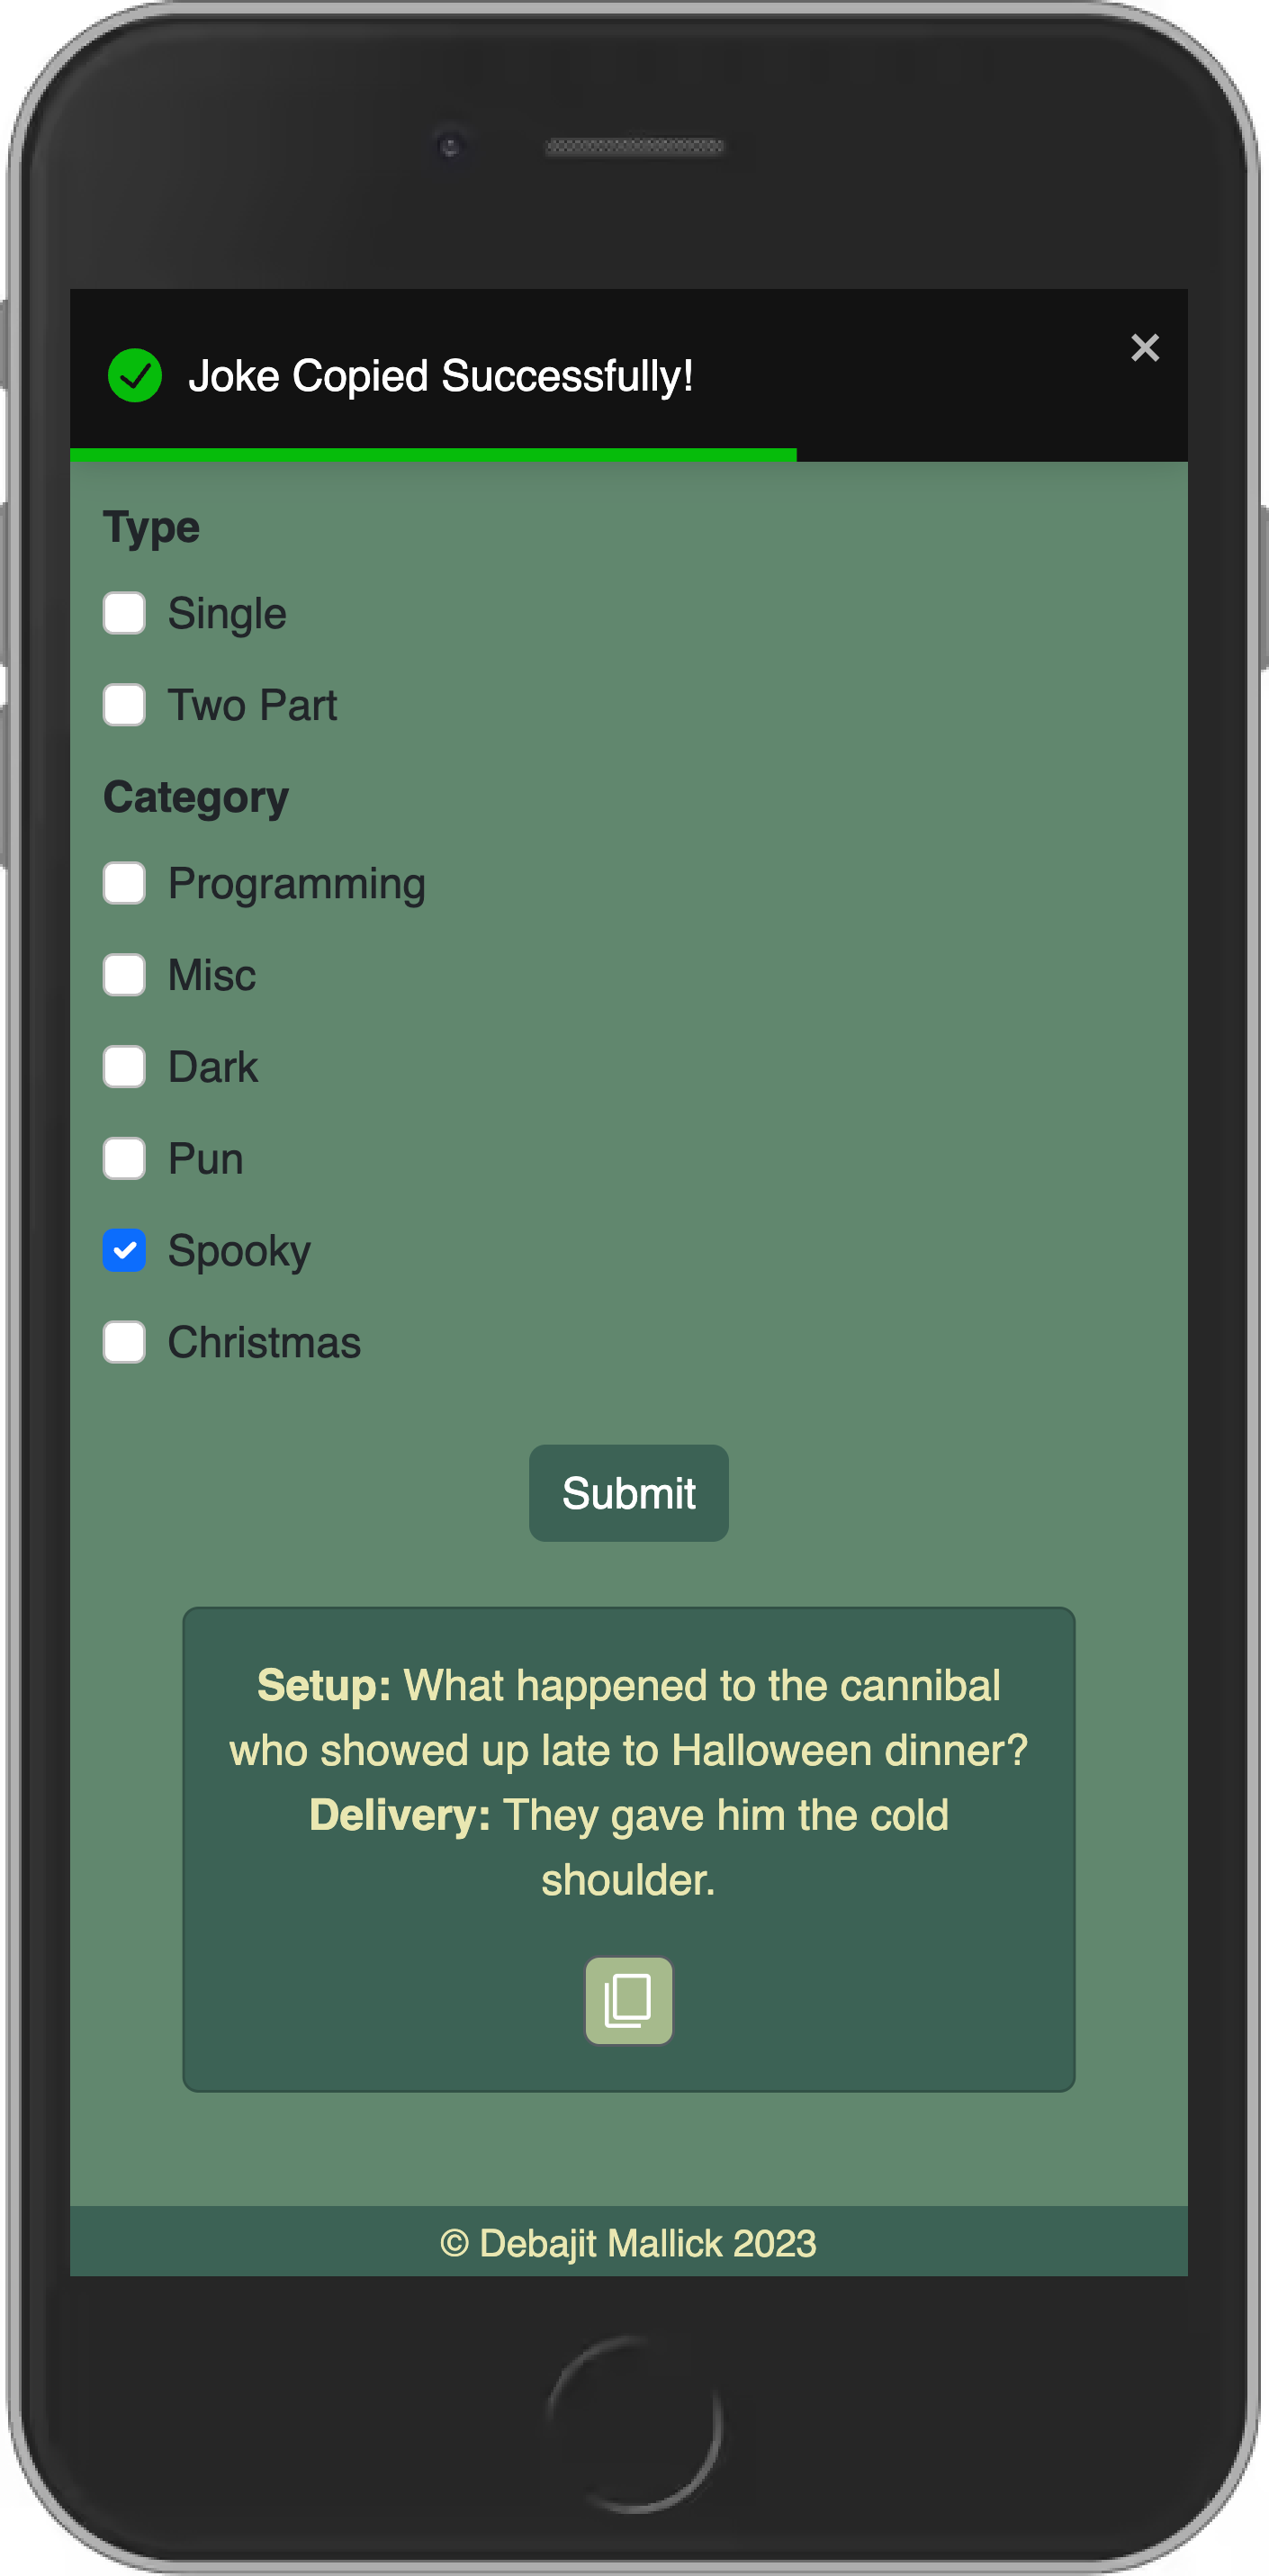 Joke Copied Successfully!
Type
Single
Two Part
Category
Programming
Misc
Dark
Pun
Spooky
Christmas
Submit
Setup: What happened to the cannibal
who showed up late to Halloween dinner?
Delivery: They gave him the cold
shoulder.
© Debajit Mallick 2023